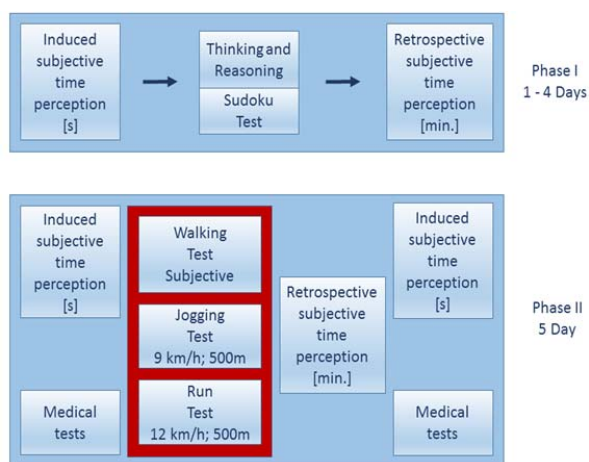 Induced
subjective
time
perception
[s]
Thinking and
Reasoning
Sudoku
Test
Retrospective
subjective
time
perception
[min.]
Phase I
1 - 4 Days
Induced
subjective
time
perception
[s]
Medical
tests
Walking
Test
Subjective
Jogging
Test
9 km/h; 500m
Run
Test
12 km/h; 500m
Retrospective
subjective
time
perception
[min.]
Induced
subjective
time
perception
[s]
Medical
tests
Phase II
5 Day